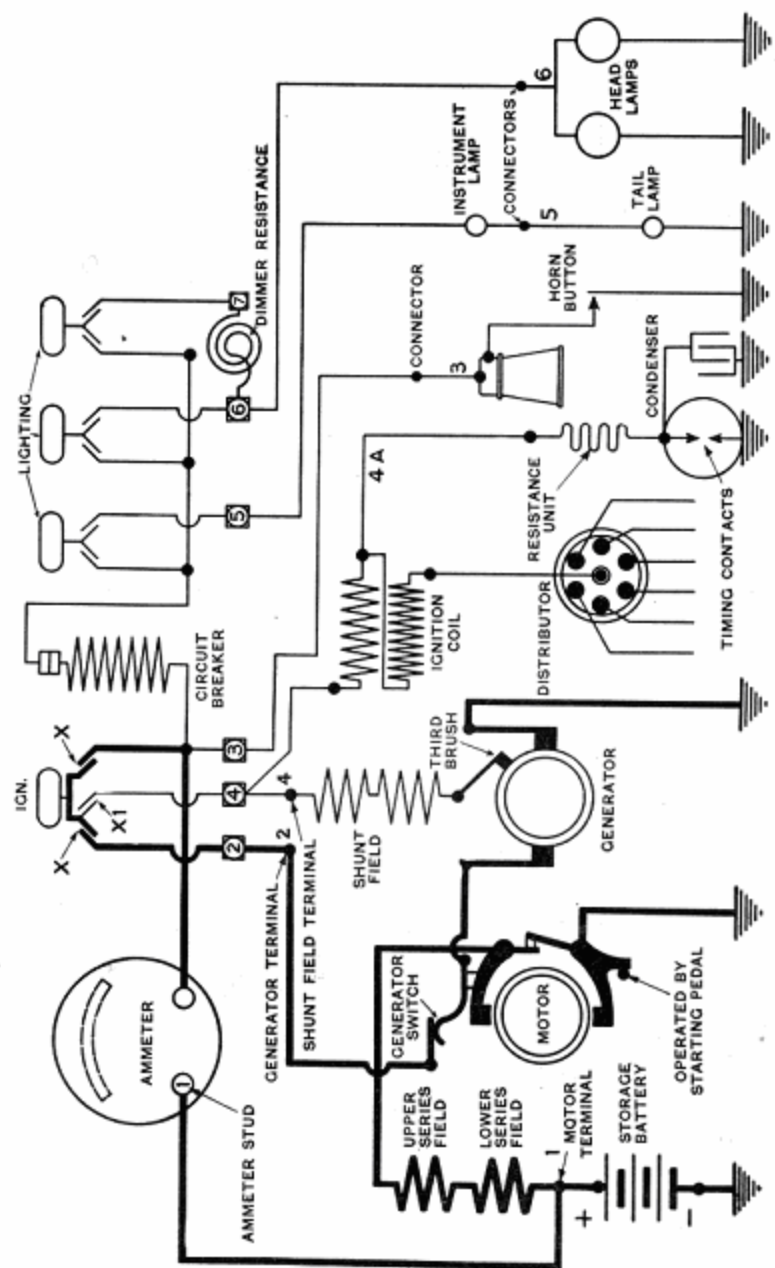 LIGHTING
IGN.
X
X
X1
CIRCUIT
BREAKER
AMMETER
1
AMMETER STUD
2
4
3
5
6
7
DIMMER RESISTANCE
GENERATOR TERMINAL
2
SHUNT FIELD TERMINAL
4
SHUNT
FIELD
THIRD
BRUSH
IGNITION
COIL
4 A
CONNECTOR
3
INSTRUMENT
LAMP
CONNECTORS
5
6
HEAD
LAMPS
TAIL
LAMP
HORN
BUTTON
CONDENSER
RESISTANCE
UNIT
DISTRIBUTOR
TIMING CONTACTS
GENERATOR
GENERATOR
SWITCH
MOTOR
OPERATED BY
STARTING PEDAL
UPPER
SERIES
FIELD
LOWER
SERIES
FIELD
1
MOTOR
TERMINAL
STORAGE
BATTERY
+
-